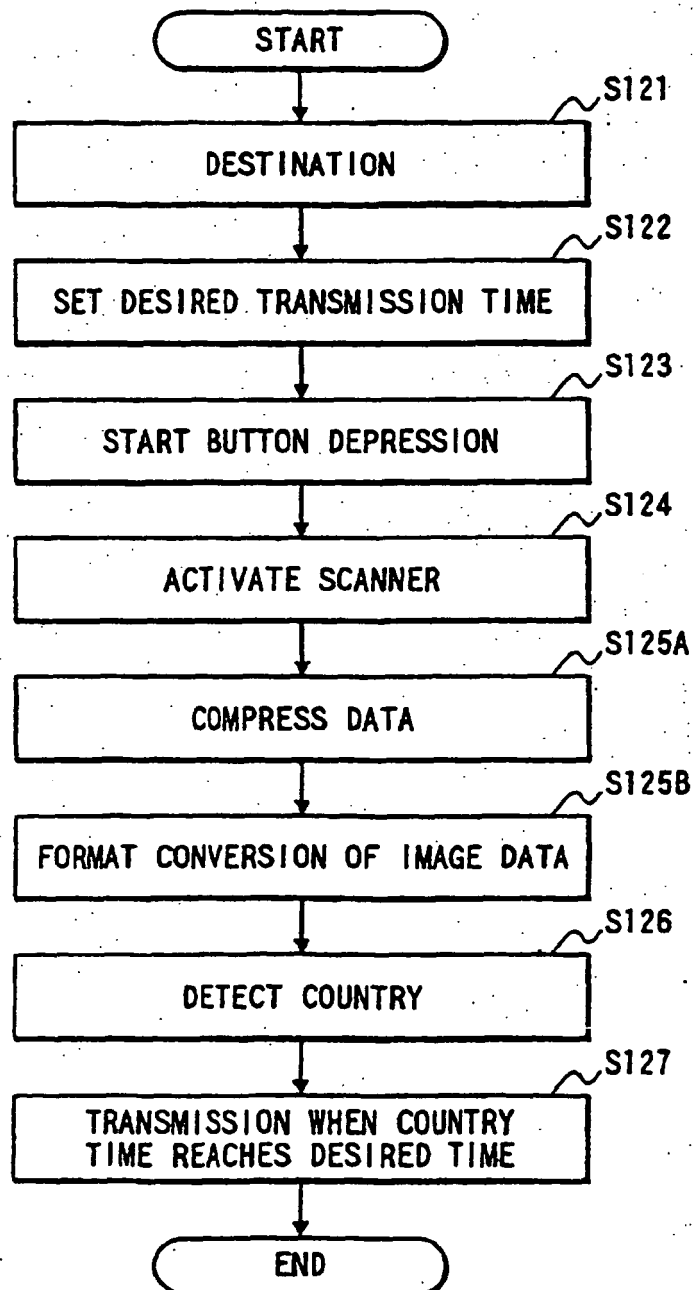 START
S121
DESTINATION
S122
SET DESIRED TRANSMISSION TIME
S123
START BUTTON DEPRESSION
S124
ACTIVATE SCANNER
S125A
COMPRESS DATA
S125B
FORMAT CONVERSION OF IMAGE DATA
S126
DETECT COUNTRY
S127
TRANSMISSION WHEN COUNTRY
TIME REACHES DESIRED TIME
END